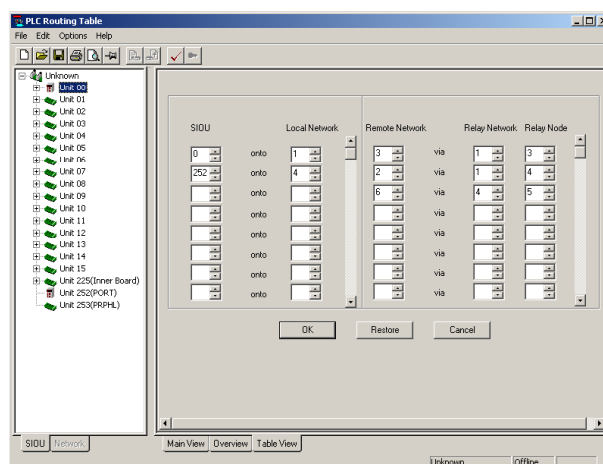 PLC Routing Table
File Edit Options Help
Unknown
Unit 00
Unit 01
Unit 02
Unit 03
Unit 04
Unit 05
Unit 06
Unit 07
Unit 08
Unit 09
Unit 10
Unit 11
Unit 12
Unit 13
Unit 14
Unit 15
Unit 225(Inner Board)
Unit 252(PORT)
Unit 253(PRPHL)
SIOU Network
SIOU Local Network Remote Network Relay Network Relay Node
0 onto 1 3 via 1 3
252 onto 4 2 via 1 4
onto 6 via 4 5
onto via
onto via
onto via
onto via
onto via
OK Restore Cancel
Main View Overview Table View
Unknown Offline